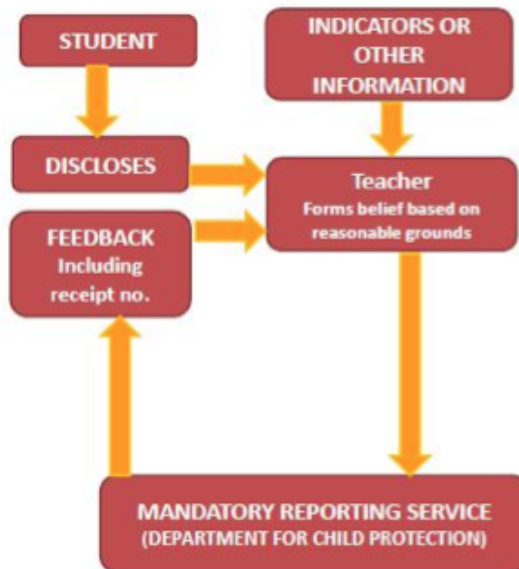 STUDENT
INDICATORS OR
OTHER
INFORMATION
DISCLOSES
Teacher
Forms belief based on
reasonable grounds
FEEDBACK
Including
receipt no.
MANDATORY REPORTING SERVICE
(DEPARTMENT FOR CHILD PROTECTION)